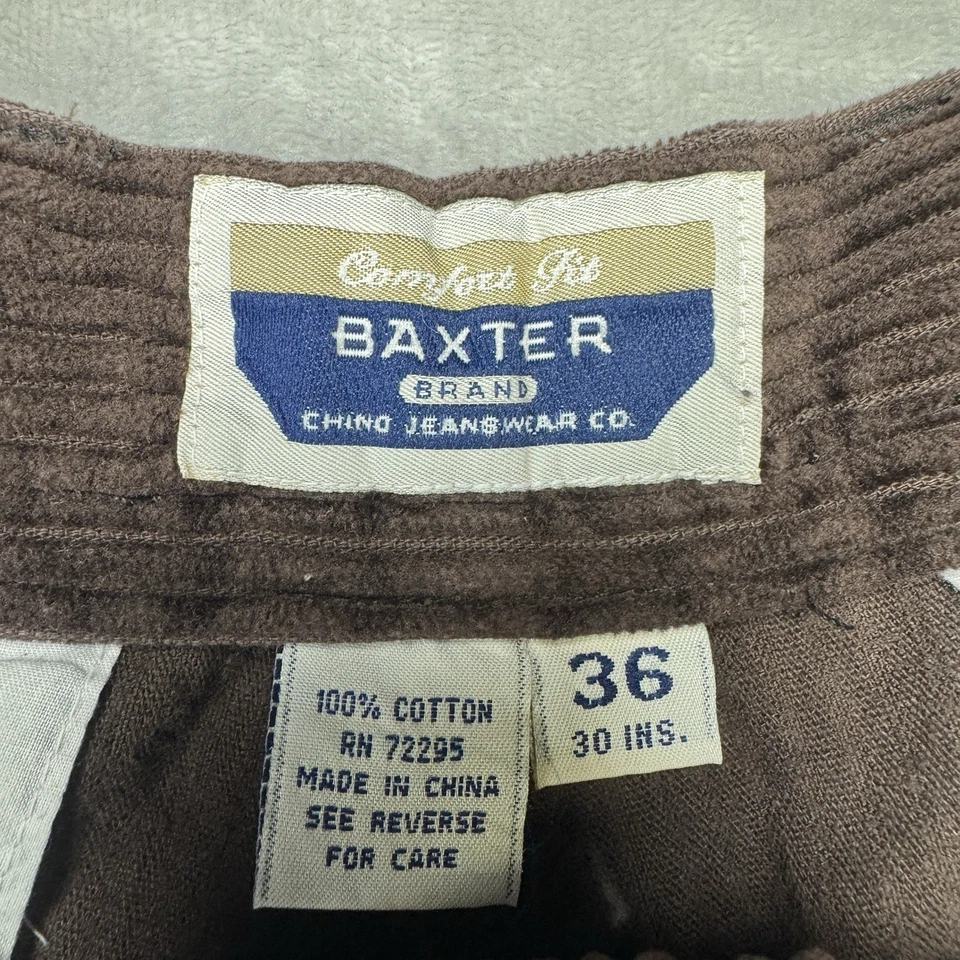 Comfort Fit
BAXTER
BRAND
CHINO JEANSWEAR CO.
100% COTTON
RN 72295
MADE IN CHINA
SEE REVERSE
FOR CARE
36
30 INS.